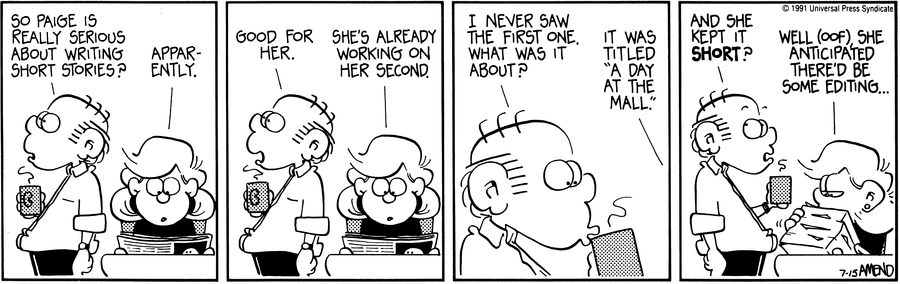 SO PAIGE IS
REALLY SERIOUS
ABOUT WRITING
SHORT STORIES?
APPAR-
ENTLY.
GOOD FOR
HER.
SHE'S ALREADY
WORKING ON
HER SECOND.
I NEVER SAW
THE FIRST ONE.
WHAT WAS IT
ABOUT?
IT WAS
TITLED
"A DAY
AT THE
MALL."
© 1991 Universal Press Syndicate
AND SHE
KEPT IT
SHORT?
WELL (OOF), SHE
ANTICIPATED
THERE'D BE
SOME EDITING...
7-15 AMEND